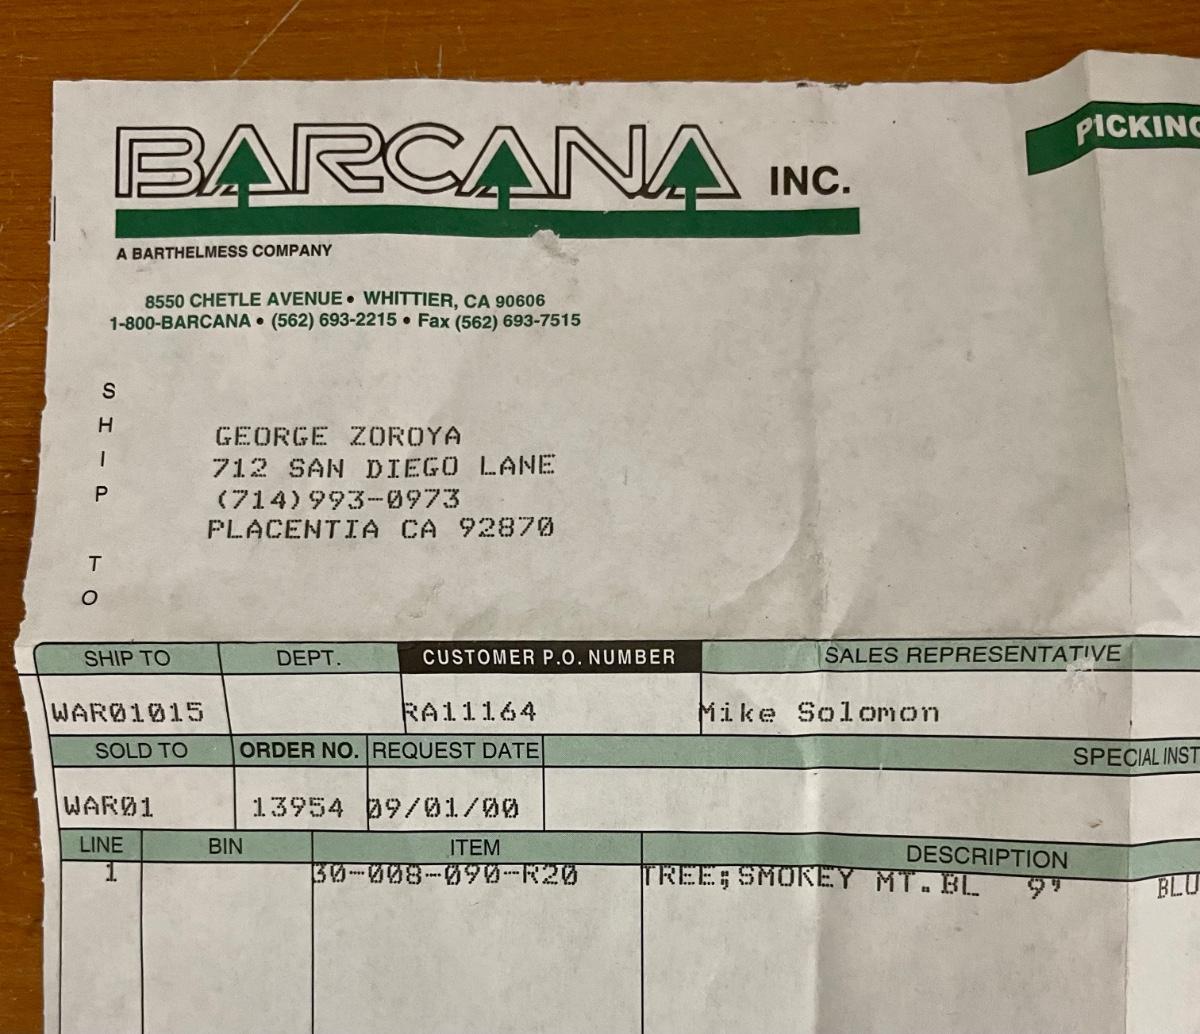 BARCANA INC.
PICKING
A BARTHELMESS COMPANY
8550 CHETLE AVENUE • WHITTIER, CA 90606
1-800-BARCANA • (562) 693-2215 • Fax (562) 693-7515
SHIP TO
GEORGE ZOROYA
712 SAN DIEGO LANE
(714)993-0973
PLACENTIA CA 92870
SHIP TO DEPT. CUSTOMER P.O. NUMBER SALES REPRESENTATIVE
WAR01015 RA11164 Mike Solomon
SOLD TO ORDER NO. REQUEST DATE SPECIAL INST
WAR01 13954 09/01/00
LINE BIN ITEM DESCRIPTION
1 30-008-090-R20 TREE;SMOKEY MT.BL 9' BLU